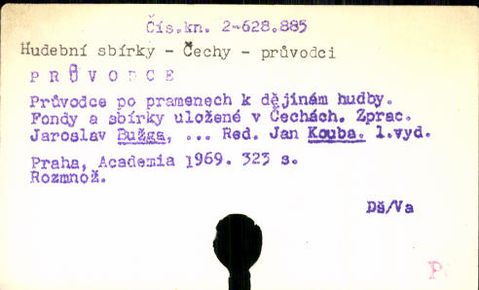 Čís.kn. 2-628.885
Hudební sbírky - Čechy - průvodci
PRŮVODCE
Průvodce po pramenech k dějinám hudby.
Fondy a sbírky uložené v Čechách. Zprac.
Jaroslav Bužga, ... Red. Jan Kouba. 1.vyd.
Praha, Academia 1969. 323 s.
Rozmnož.
Dš/Va
P